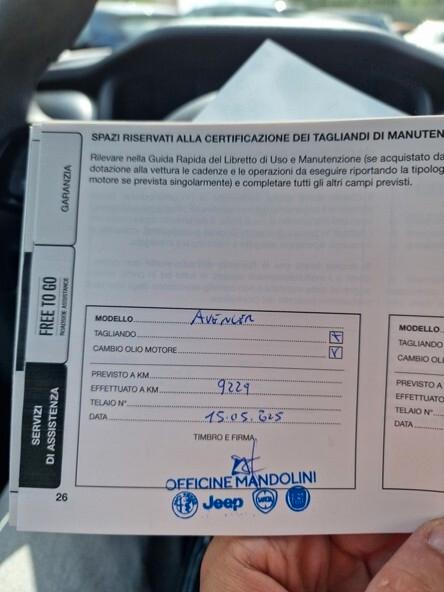 SPAZI RISERVATI ALLA CERTIFICAZIONE DEI TAGLIANDI DI MANUTEN
Rilevare nella Guida Rapida del Libretto di Uso e Manutenzione (se acquistato da
dotazione alla vettura le cadenze e le operazioni da eseguire riportando la tipolog
motore se prevista singolarmente) e completare tutti gli altri campi previsti.
GARANZIA
FREE TO GO
ROADSIDE ASSISTANCE
SERVIZI
DI ASSISTENZA
MODELLO AVENGER
TAGLIANDO X
CAMBIO OLIO MOTORE
PREVISTO A KM
EFFETTUATO A KM 9229
TELAIO N°
DATA 15.05.2025
TIMBRO E FIRMA
OFFICINE MANDOLINI
Jeep
LANCIA
26
MODELLO
TAGLIANDO
CAMBIO OLI
PREVISTO A
EFFETTUATO
TELAIO N°
DATA